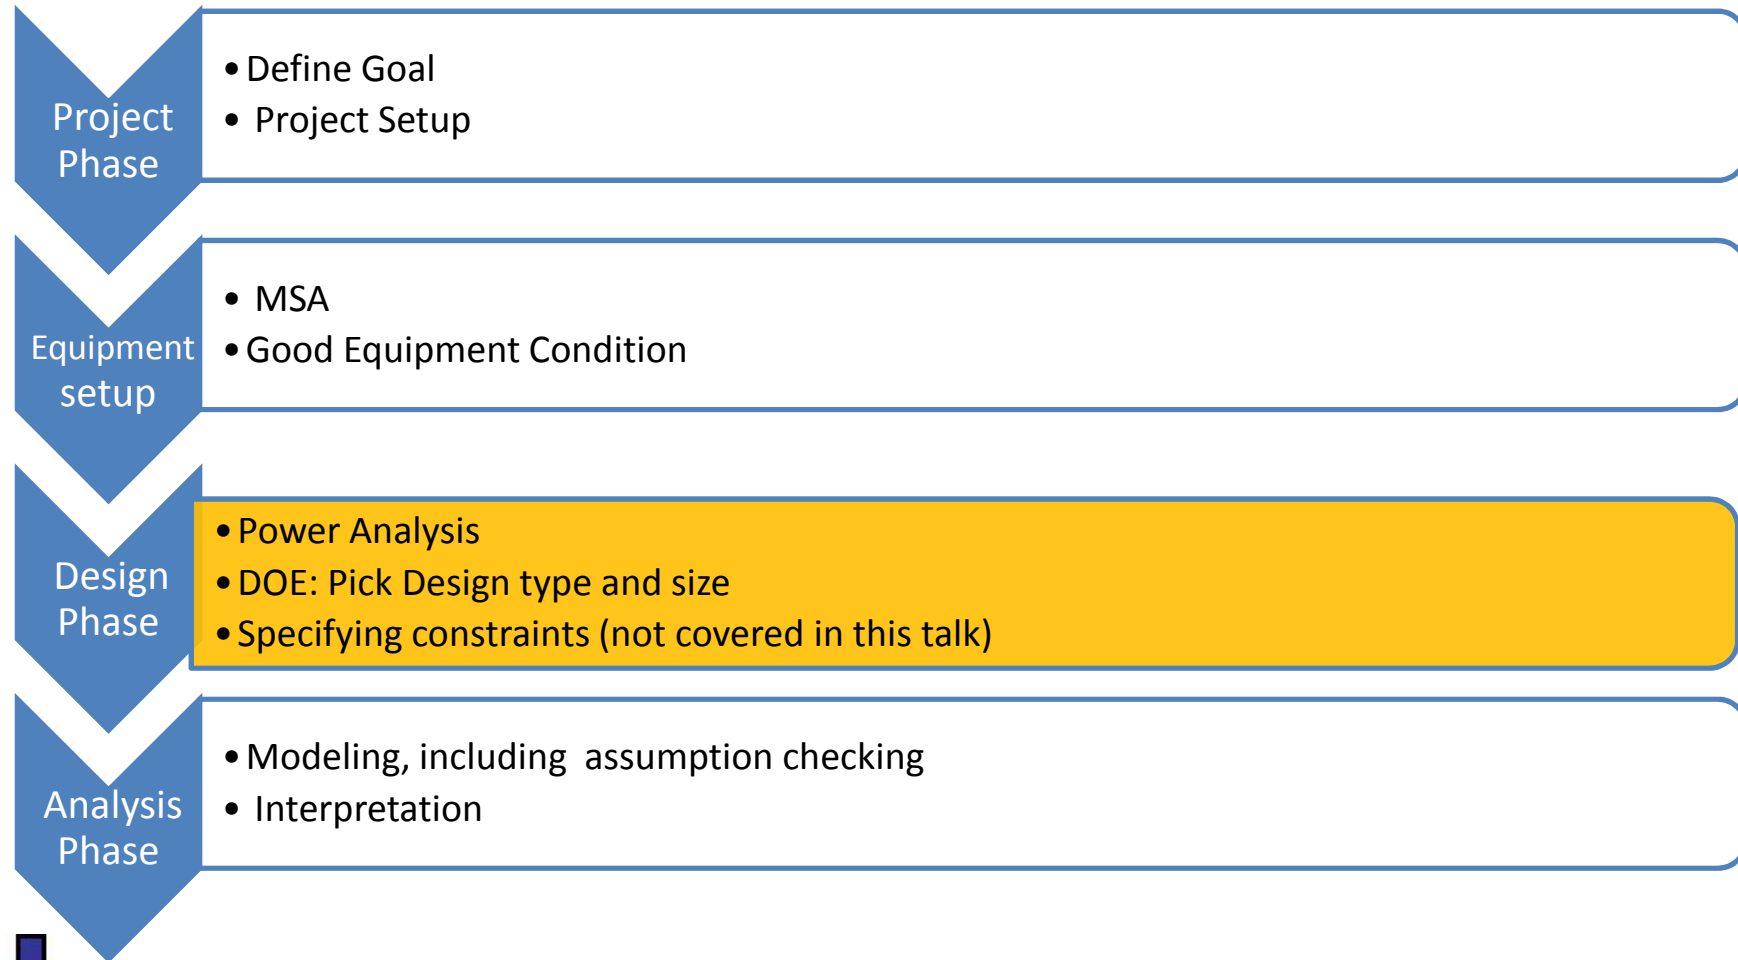 Project
Phase
•Define Goal
• Project Setup
Equipment
setup
• MSA
•Good Equipment Condition
Design
Phase
•Power Analysis
•DOE: Pick Design type and size
•Specifying constraints (not covered in this talk)
Analysis
Phase
•Modeling, including assumption checking
• Interpretation